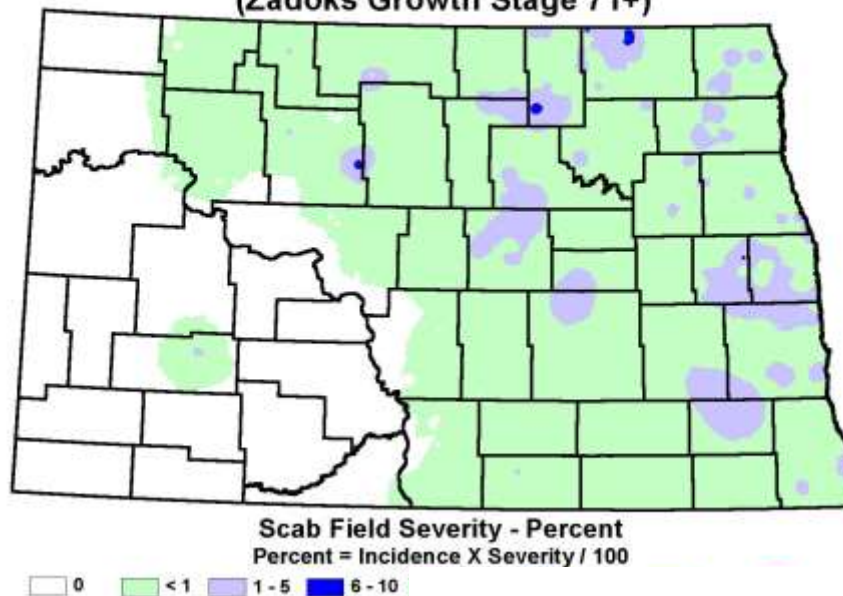 (Zadoks Growth Stage 71+)
Scab Field Severity - Percent
Percent = Incidence X Severity / 100
0 < 1 1 - 5 6 - 10